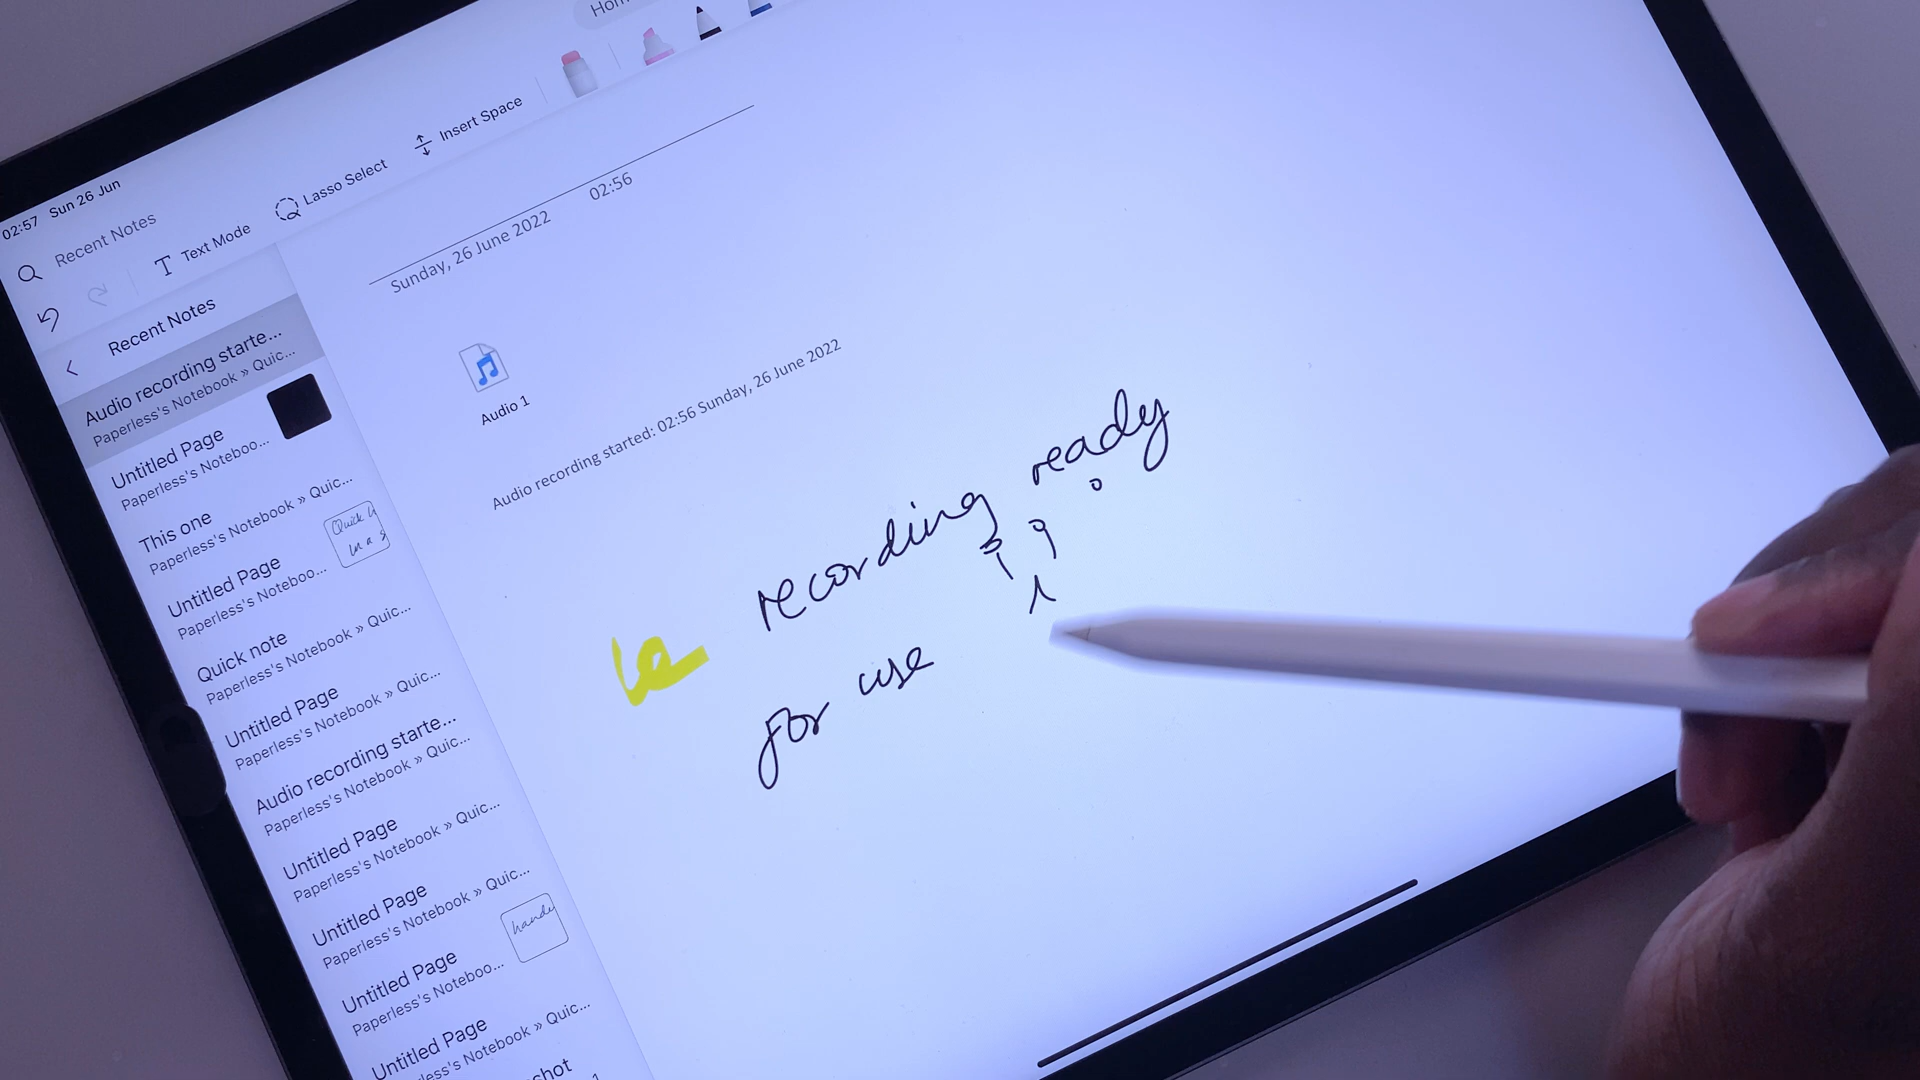 02:57 Sun 26 Jun
Recent Notes
Text Mode
Lasso Select
Insert Space
Recent Notes
Audio recording starte...
Paperless's Notebook » Quic...
Untitled Page
Paperless's Noteboo...
This one
Paperless's Notebook » Quic...
Untitled Page
Paperless's Noteboo...
Quick
in a
Quick note
Paperless's Notebook » Quic...
Untitled Page
Paperless's Notebook » Quic...
Audio recording starte...
Paperless's Notebook » Quic...
Untitled Page
Paperless's Notebook » Quic...
Untitled Page
Paperless's Notebook » Quic...
Untitled Page
Paperless's Noteboo...
Untitled Page
Notebook » Quic...
Sunday, 26 June 2022 02:56
Audio 1
Audio recording started: 02:56 Sunday, 26 June 2022
recording ready
for use